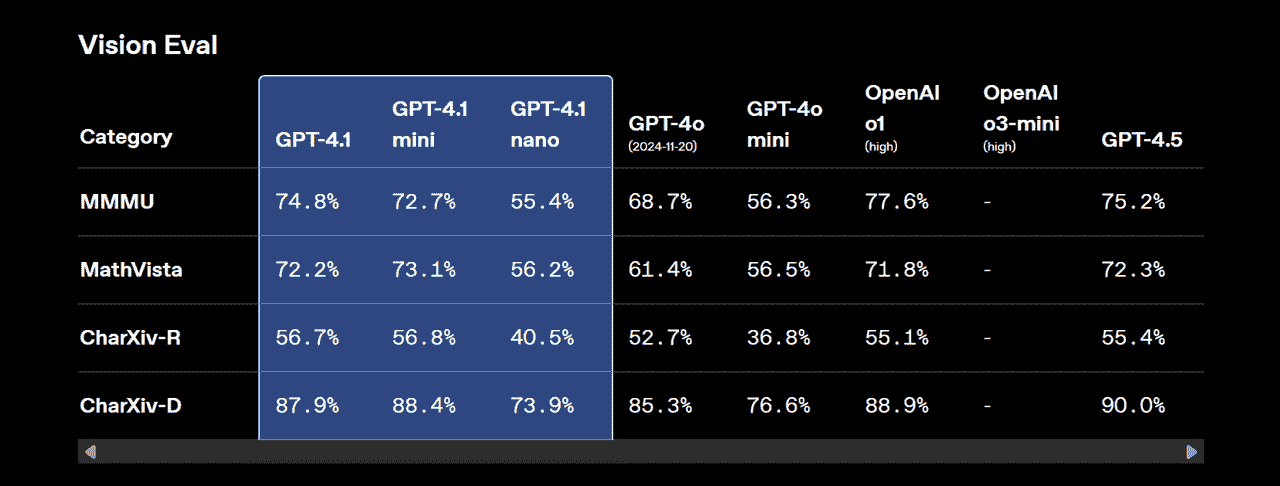 Vision Eval
Category GPT-4.1 GPT-4.1 mini GPT-4.1 nano GPT-4o (2024-11-20) GPT-4o mini OpenAI o1 (high) OpenAI o3-mini (high) GPT-4.5
MMMU 74.8% 72.7% 55.4% 68.7% 56.3% 77.6% - 75.2%
MathVista 72.2% 73.1% 56.2% 61.4% 56.5% 71.8% - 72.3%
CharXiv-R 56.7% 56.8% 40.5% 52.7% 36.8% 55.1% - 55.4%
CharXiv-D 87.9% 88.4% 73.9% 85.3% 76.6% 88.9% - 90.0%